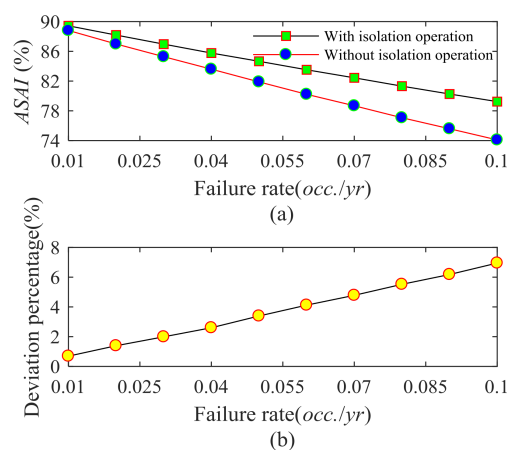 90
86
82
78
74
ASAI (%)
With isolation operation
Without isolation operation
0.01 0.025 0.04 0.055 0.07 0.085 0.1
Failure rate(occ./yr)
(a)
8
6
4
2
0
Deviation percentage(%)
0.01 0.025 0.04 0.055 0.07 0.085 0.1
Failure rate(occ./yr)
(b)